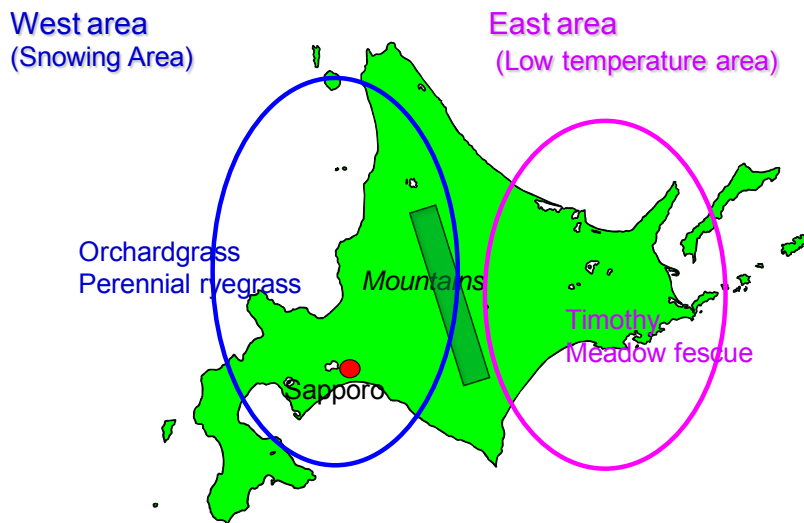 West area
(Snowing Area)
East area
(Low temperature area)
Orchardgrass
Perennial ryegrass
Mountains
Timothy
Meadow fescue
Sapporo